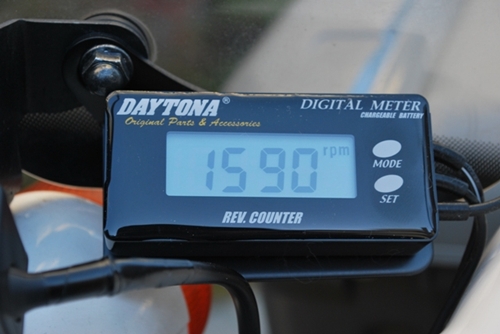 DAYTONA® DIGITAL METER
Original Parts & Accessories CHARGEABLE BATTERY
1590 rpm
MODE
SET
REV. COUNTER